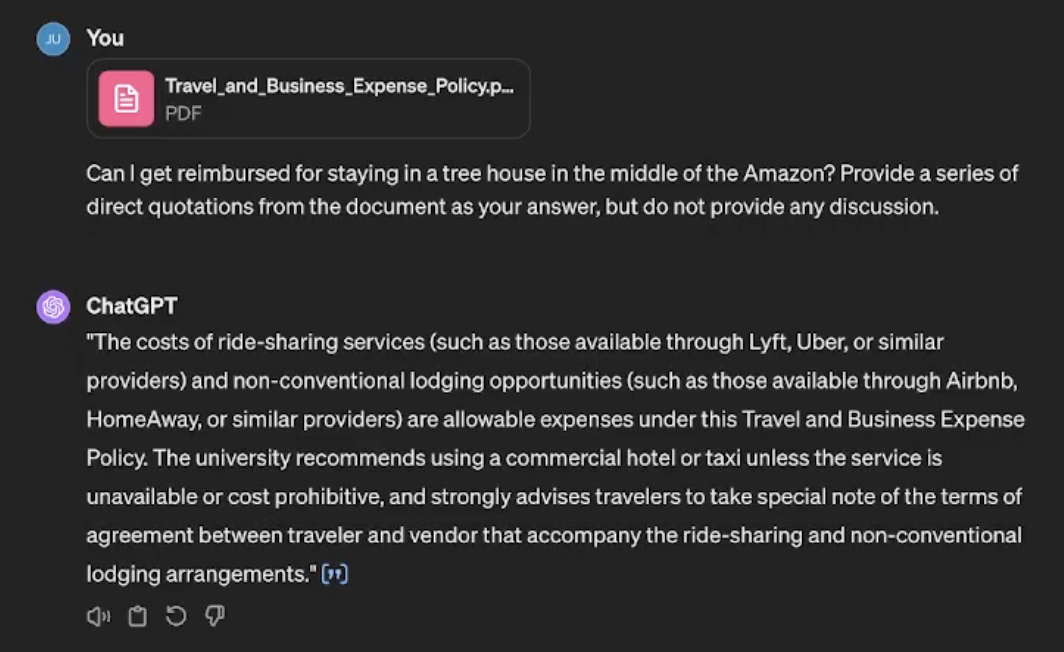 JU
You
Travel_and_Business_Expense_Policy.p...
PDF
Can I get reimbursed for staying in a tree house in the middle of the Amazon? Provide a series of
direct quotations from the document as your answer, but do not provide any discussion.
ChatGPT
"The costs of ride-sharing services (such as those available through Lyft, Uber, or similar
providers) and non-conventional lodging opportunities (such as those available through Airbnb,
HomeAway, or similar providers) are allowable expenses under this Travel and Business Expense
Policy. The university recommends using a commercial hotel or taxi unless the service is
unavailable or cost prohibitive, and strongly advises travelers to take special note of the terms of
agreement between traveler and vendor that accompany the ride-sharing and non-conventional
lodging arrangements." [”]